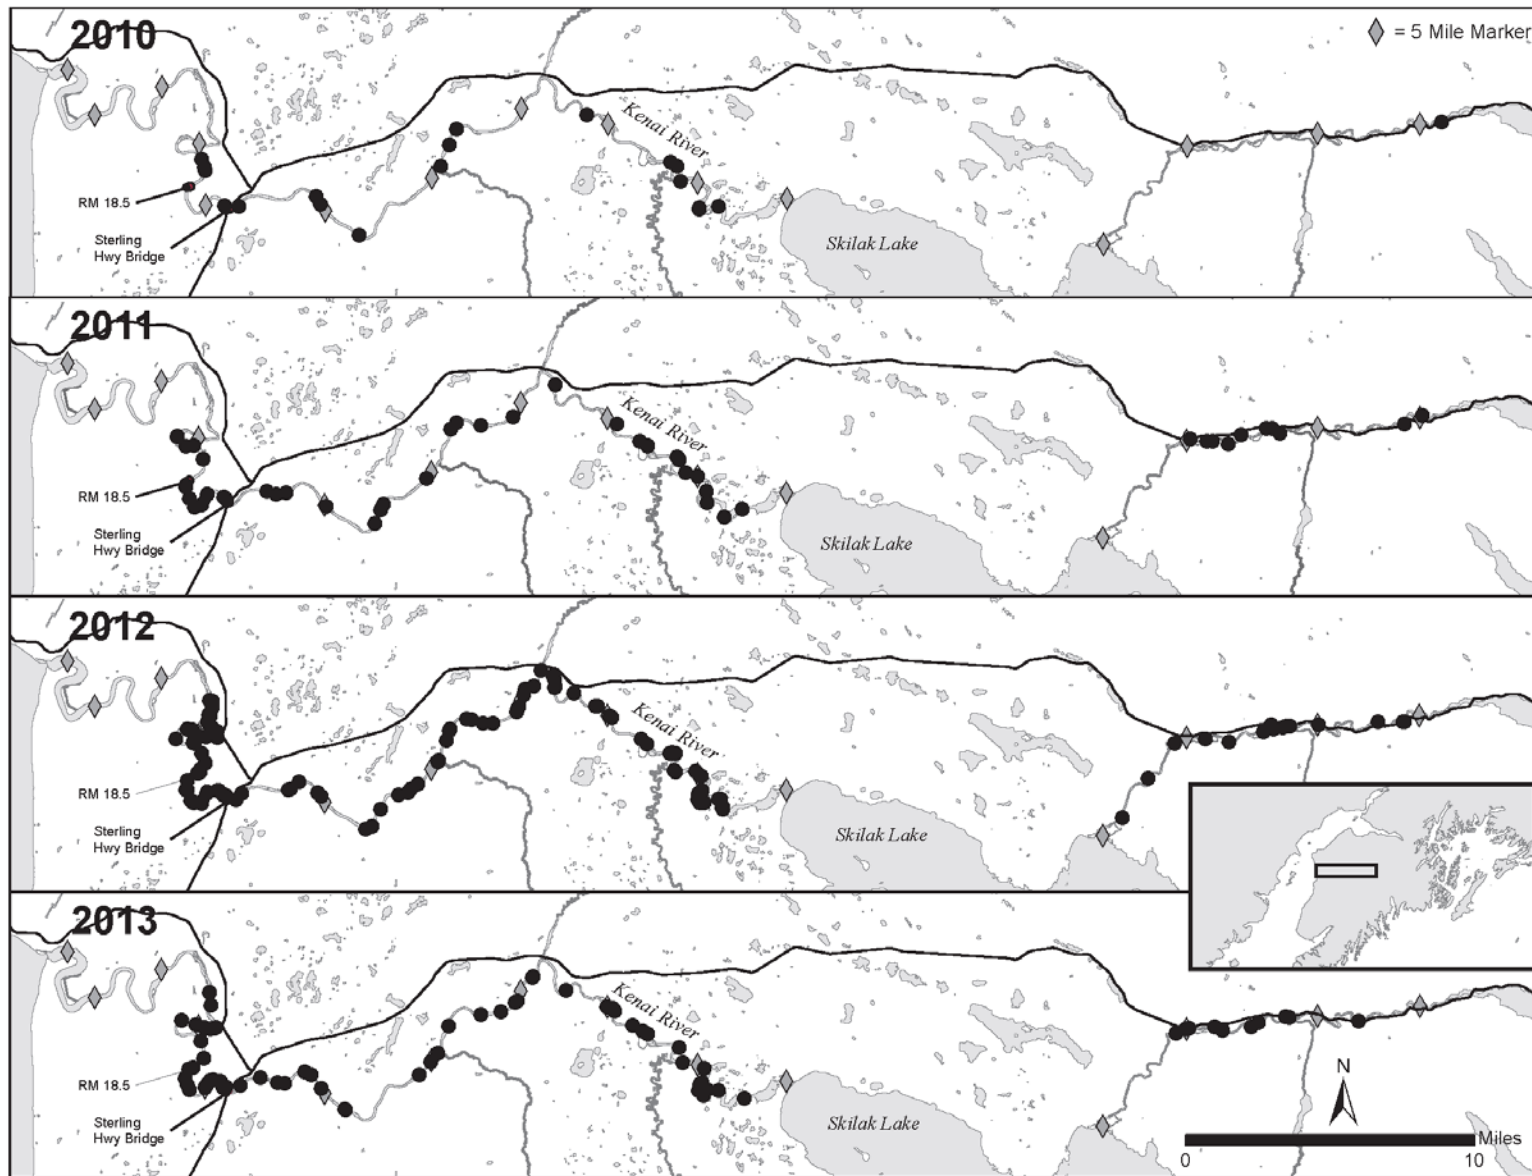 2010
= 5 Mile Marker
Kenai River
RM 18.5
Sterling
Hwy Bridge
Skilak Lake
2011
Kenai River
RM 18.5
Sterling
Hwy Bridge
Skilak Lake
2012
Kenai River
RM 18.5
Sterling
Hwy Bridge
Skilak Lake
2013
Kenai River
RM 18.5
Sterling
Hwy Bridge
Skilak Lake
N
Miles
0 10